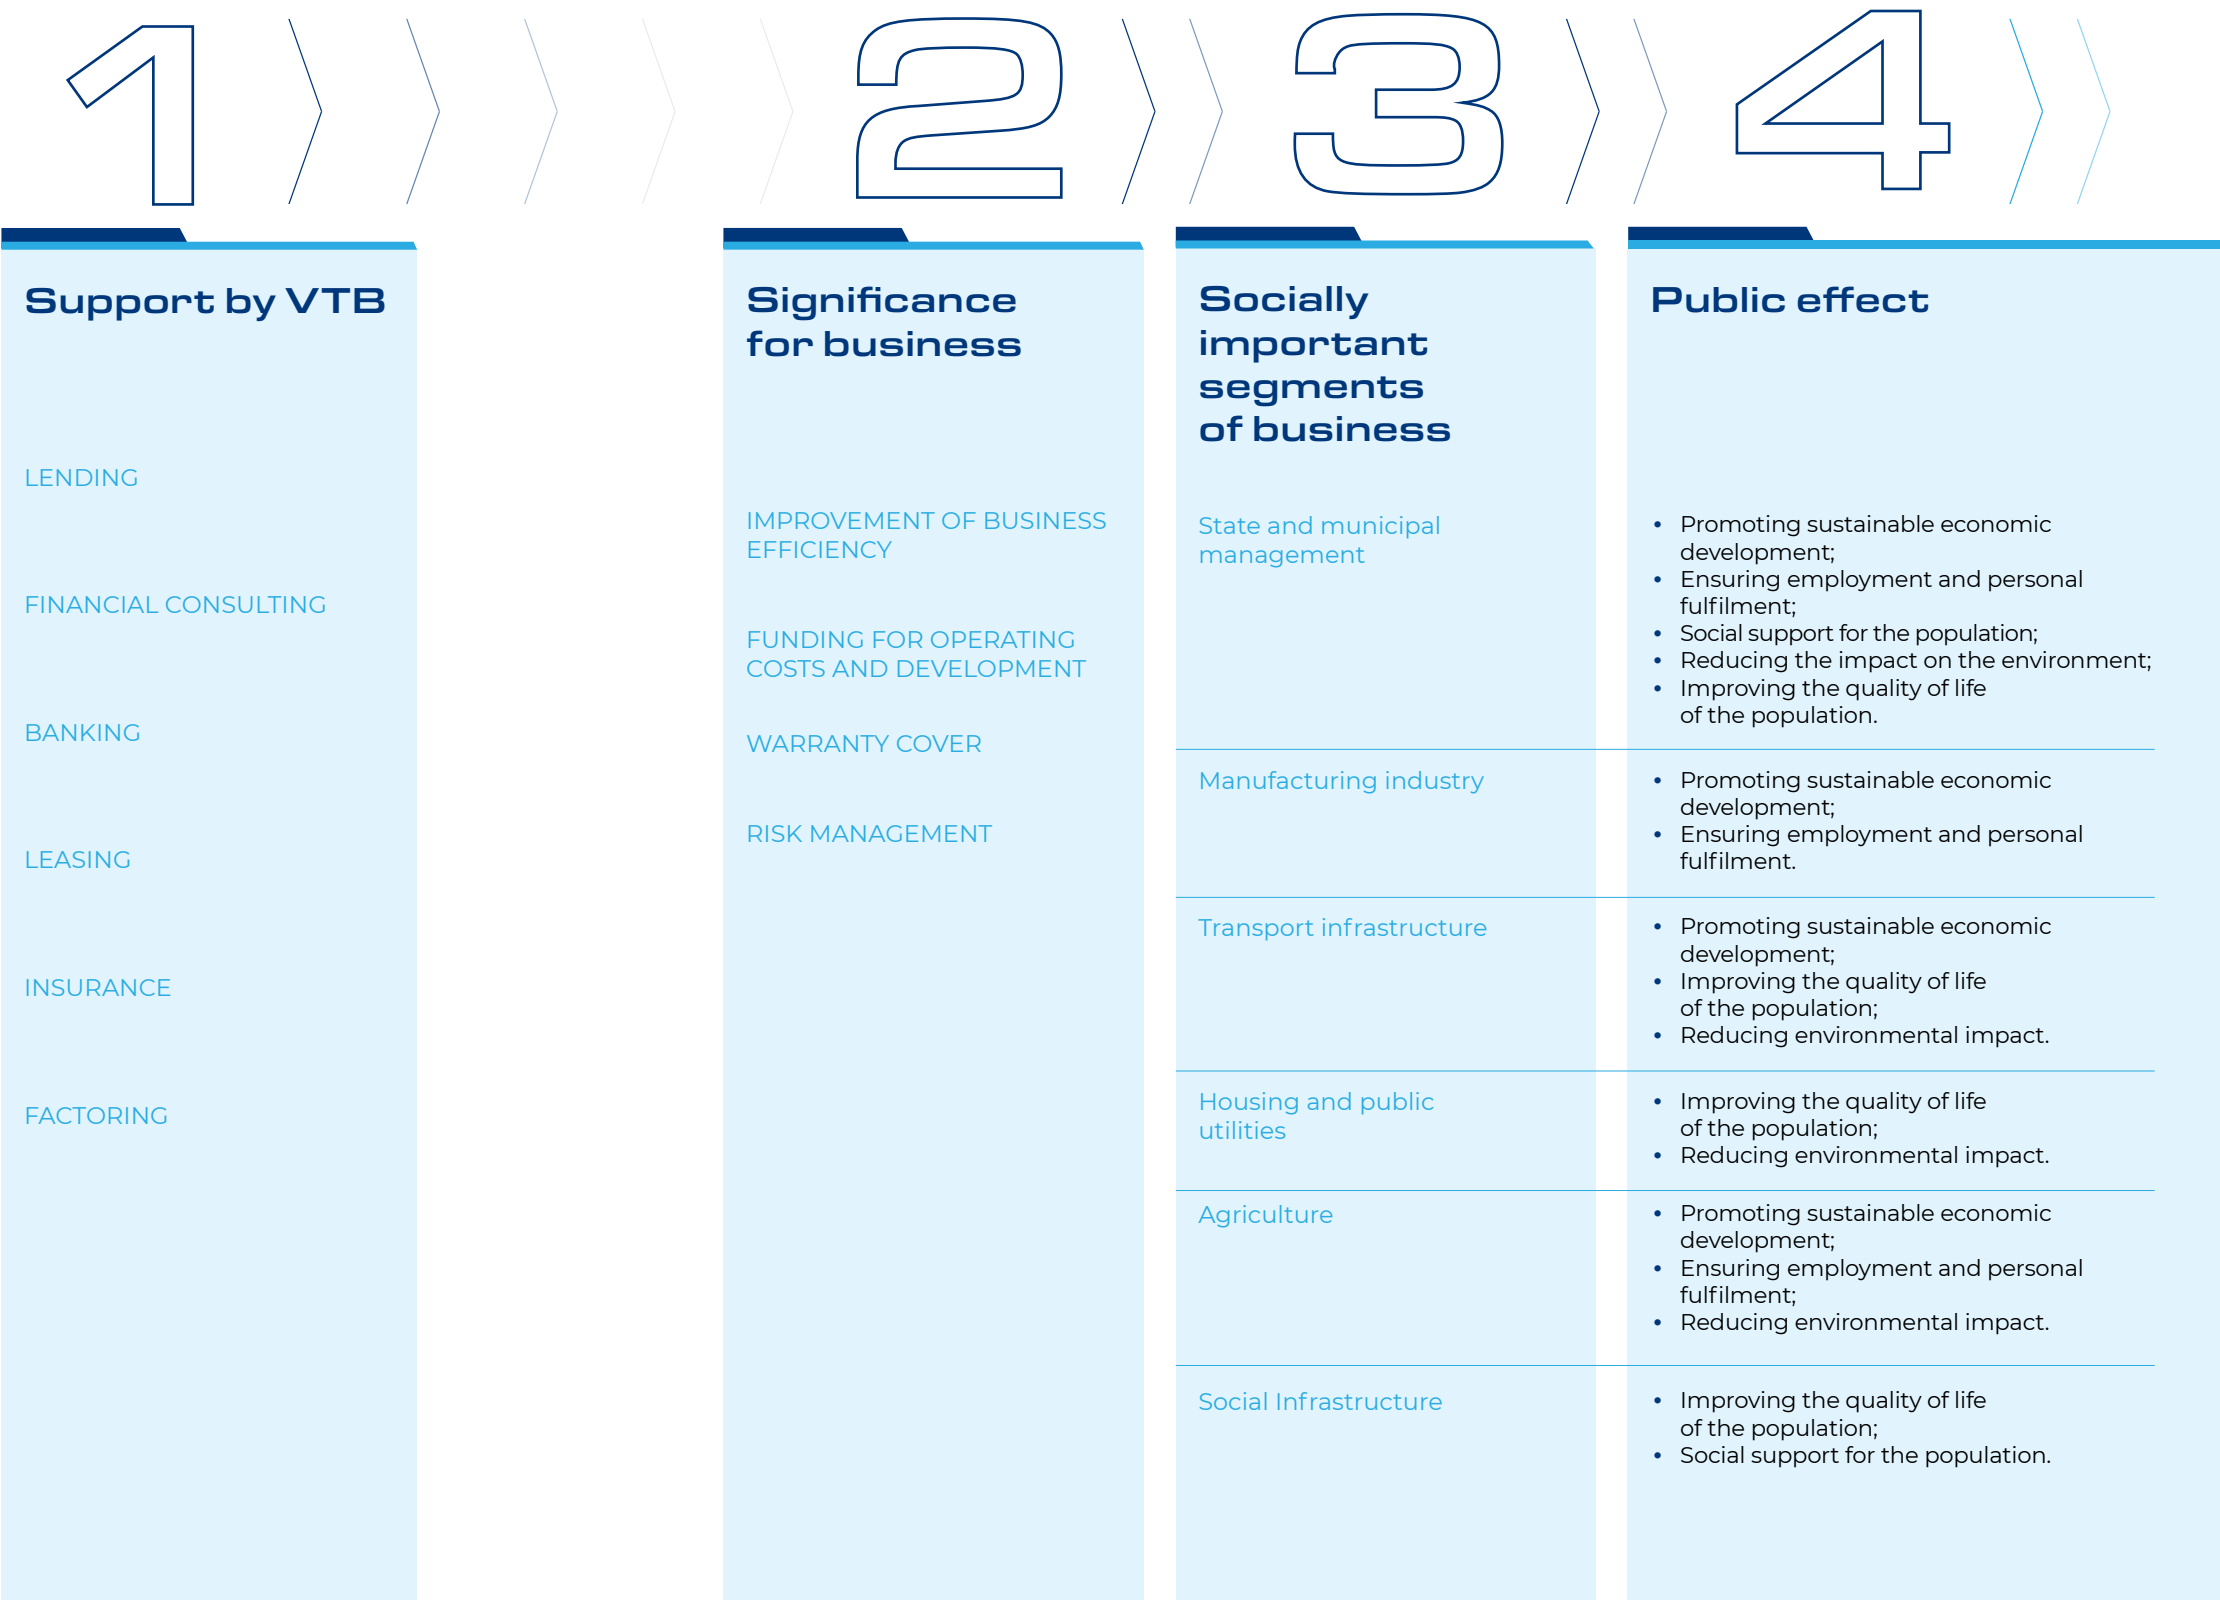 1
2
3
4
Support by VTB
LENDING
FINANCIAL CONSULTING
BANKING
LEASING
INSURANCE
FACTORING
Significance
for business
IMPROVEMENT OF BUSINESS
EFFICIENCY
FUNDING FOR OPERATING
COSTS AND DEVELOPMENT
WARRANTY COVER
RISK MANAGEMENT
Socially
important
segments
of business
Public effect
State and municipal
management
• Promoting sustainable economic
development;
• Ensuring employment and personal
fulfilment;
• Social support for the population;
• Reducing the impact on the environment;
• Improving the quality of life
of the population.
Manufacturing industry
• Promoting sustainable economic
development;
• Ensuring employment and personal
fulfilment.
Transport infrastructure
• Promoting sustainable economic
development;
• Improving the quality of life
of the population;
• Reducing environmental impact.
Housing and public
utilities
• Improving the quality of life
of the population;
• Reducing environmental impact.
Agriculture
• Promoting sustainable economic
development;
• Ensuring employment and personal
fulfilment;
• Reducing environmental impact.
Social Infrastructure
• Improving the quality of life
of the population;
• Social support for the population.